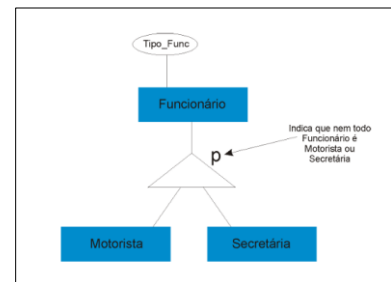 Tipo_Func
Funcionário
Indica que nem todo
Funcionário é
Motorista ou
Secretária
p
Motorista
Secretária